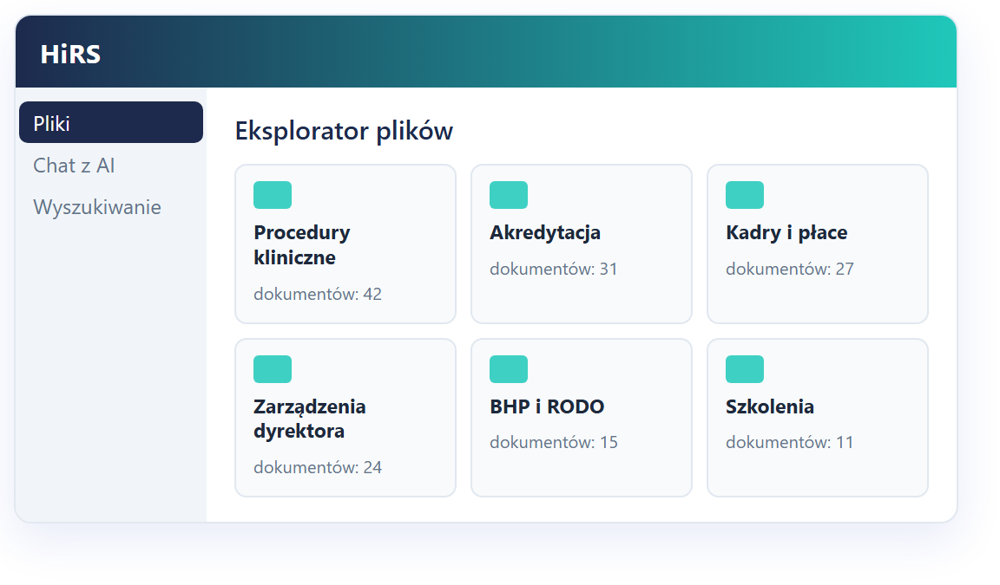 HiRS
Pliki
Chat z AI
Wyszukiwanie
Eksplorator plików
Procedury
kliniczne
dokumentów: 42
Akredytacja
dokumentów: 31
Kadry i płace
dokumentów: 27
Zarządzenia
dyrektora
dokumentów: 24
BHP i RODO
dokumentów: 15
Szkolenia
dokumentów: 11